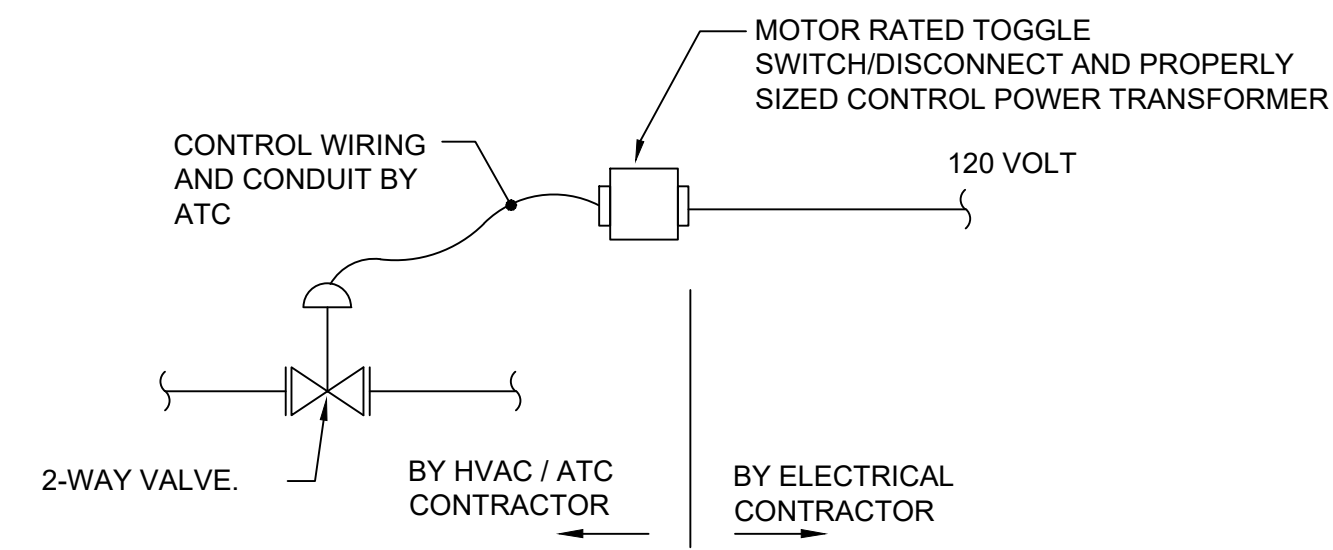 MOTOR RATED TOGGLE
SWITCH/DISCONNECT AND PROPERLY
SIZED CONTROL POWER TRANSFORMER
CONTROL WIRING
AND CONDUIT BY
ATC
120 VOLT
2-WAY VALVE.
BY HVAC / ATC
CONTRACTOR
BY ELECTRICAL
CONTRACTOR